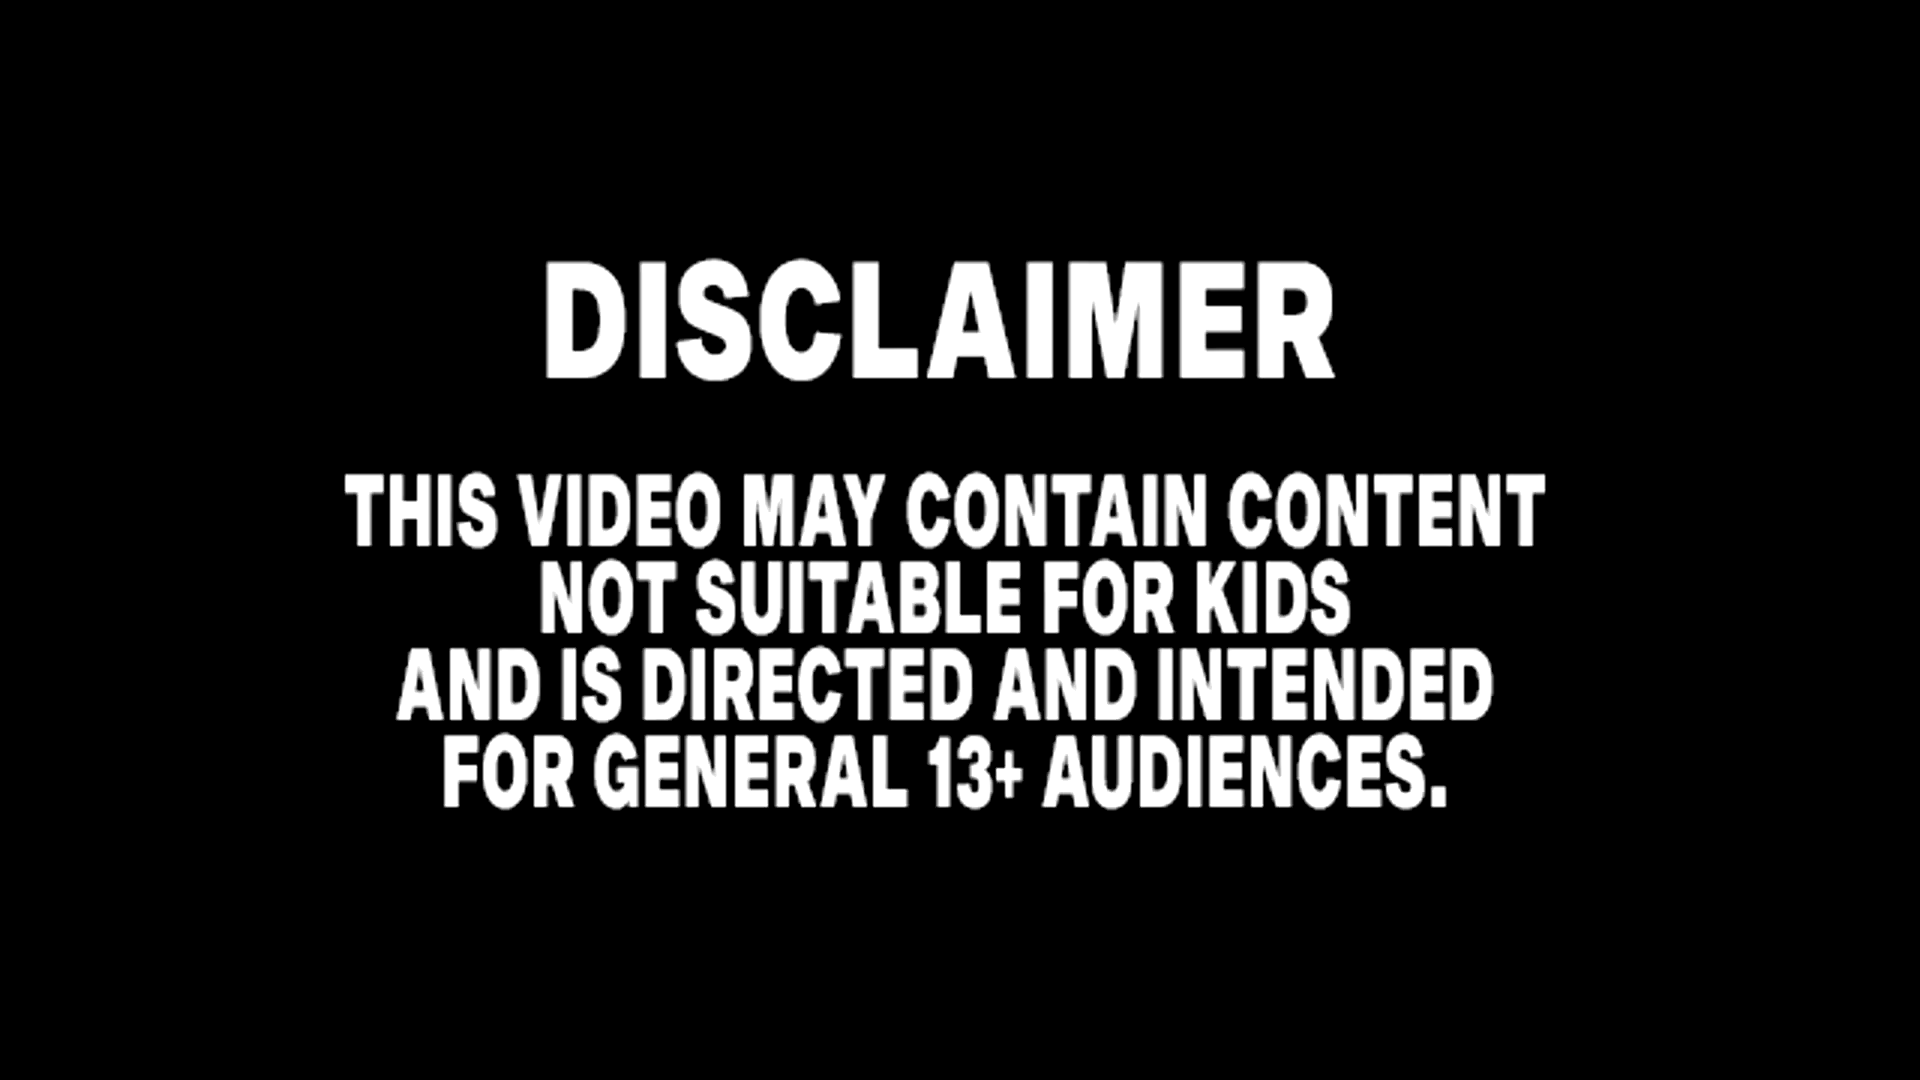 DISCLAIMER
THIS VIDEO MAY CONTAIN CONTENT
NOT SUITABLE FOR KIDS
AND IS DIRECTED AND INTENDED
FOR GENERAL 13+ AUDIENCES.